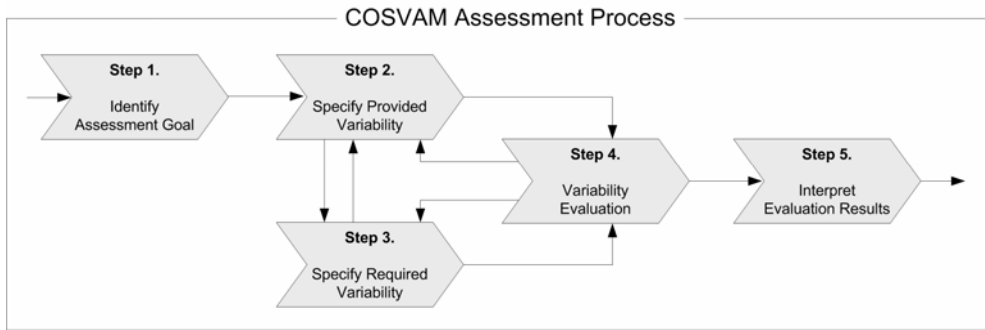 COSVAM Assessment Process
Step 1.
Identify
Assessment Goal
Step 2.
Specify Provided
Variability
Step 3.
Specify Required
Variability
Step 4.
Variability
Evaluation
Step 5.
Interpret
Evaluation Results